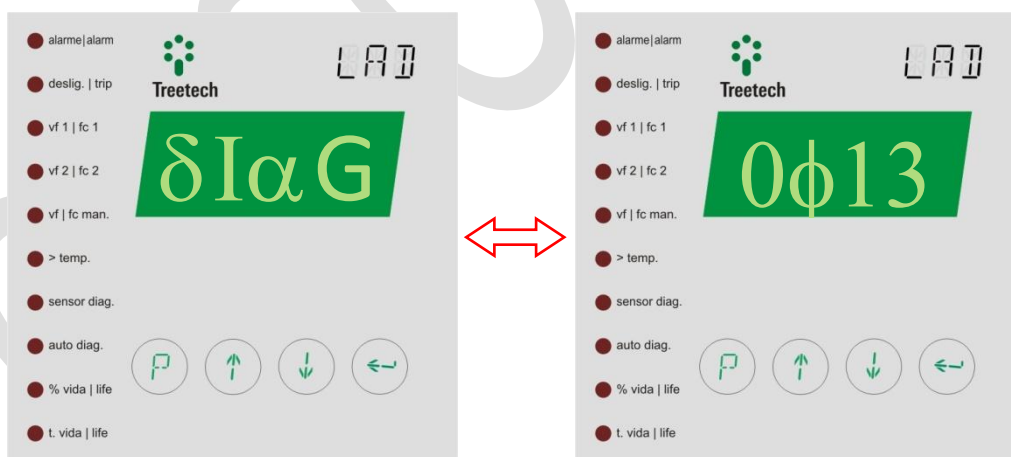 alarme|alarm
deslig. | trip
vf 1 | fc 1
vf 2 | fc 2
vf | fc man.
> temp.
sensor diag.
auto diag.
% vida | life
t. vida | life
Treetech
LAD
δIαG
P
alarme|alarm
deslig. | trip
vf 1 | fc 1
vf 2 | fc 2
vf | fc man.
> temp.
sensor diag.
auto diag.
% vida | life
t. vida | life
Treetech
LAD
0ϕ13
P